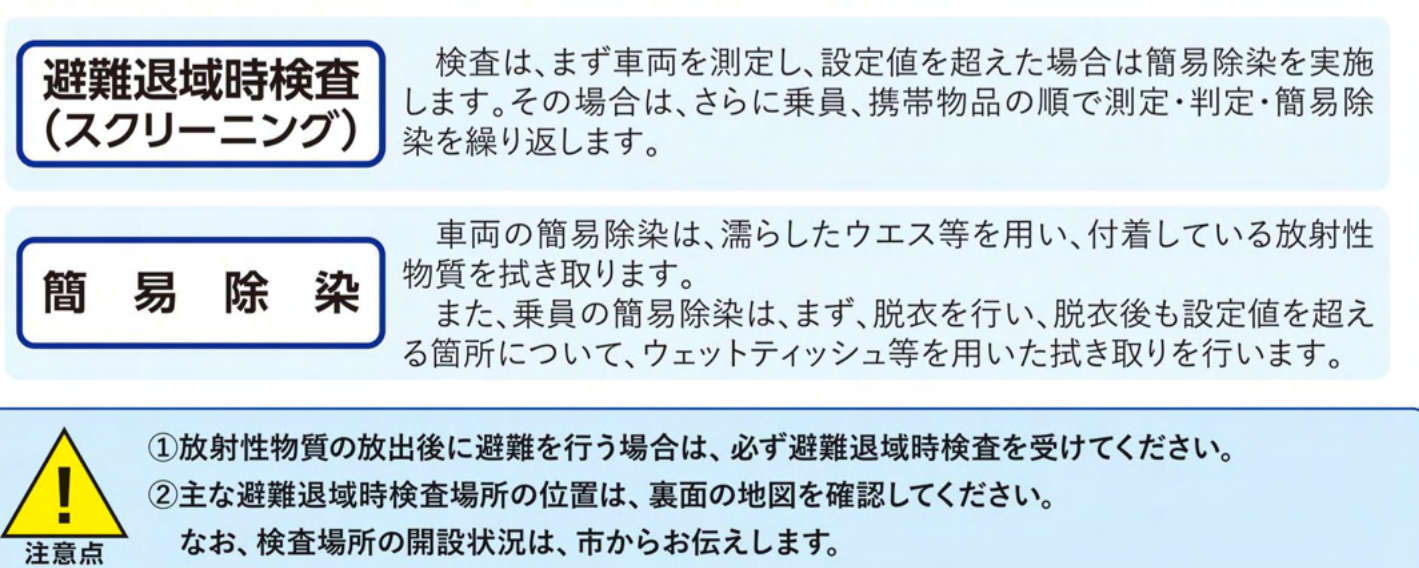 避難退域時検査
（スクリーニング）
検査は、まず車両を測定し、設定値を超えた場合は簡易除染を実施
します。その場合は、さらに乗員、携帯物品の順で測定・判定・簡易除
染を繰り返します。
簡易除染
車両の簡易除染は、濡らしたウエス等を用い、付着している放射性
物質を拭き取ります。
また、乗員の簡易除染は、まず、脱衣を行い、脱衣後も設定値を超え
る箇所について、ウェットティッシュ等を用いた拭き取りを行います。
!
注意点
①放射性物質の放出後に避難を行う場合は、必ず避難退域時検査を受けてください。
②主な避難退域時検査場所の位置は、裏面の地図を確認してください。
なお、検査場所の開設状況は、市からお伝えします。